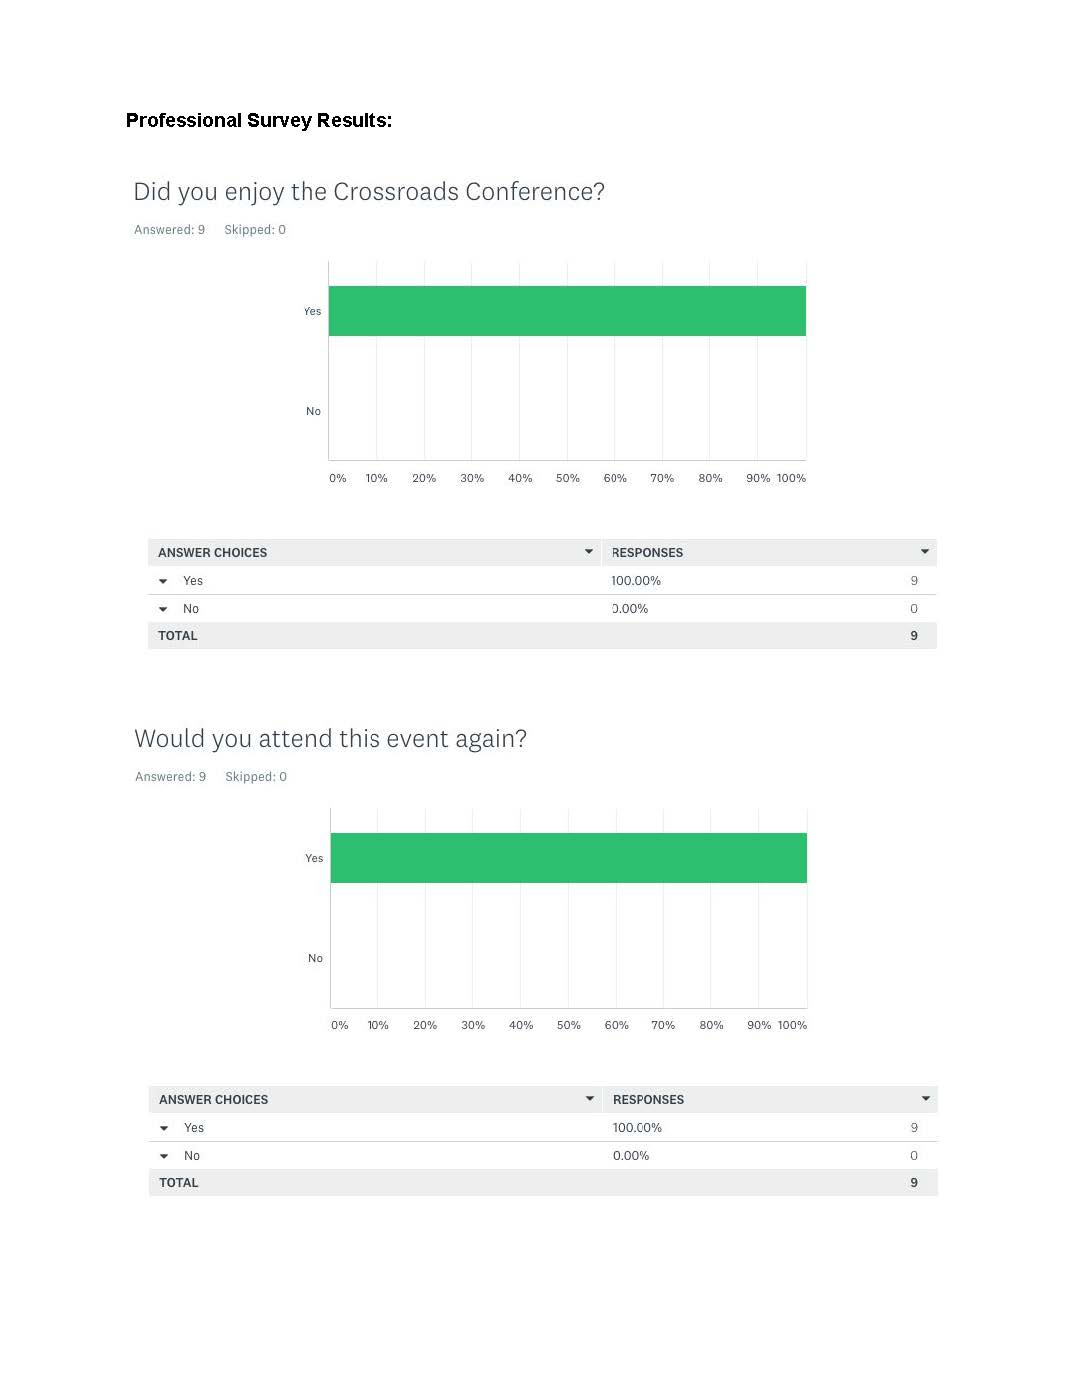 Professional Survey Results:
Did you enjoy the Crossroads Conference?
Answered: 9 Skipped: 0
Yes
No
0% 10% 20% 30% 40% 50% 60% 70% 80% 90% 100%
ANSWER CHOICES RESPONSES
Yes 100.00% 9
No 0.00% 0
TOTAL 9
Would you attend this event again?
Answered: 9 Skipped: 0
Yes
No
0% 10% 20% 30% 40% 50% 60% 70% 80% 90% 100%
ANSWER CHOICES RESPONSES
Yes 100.00% 9
No 0.00% 0
TOTAL 9